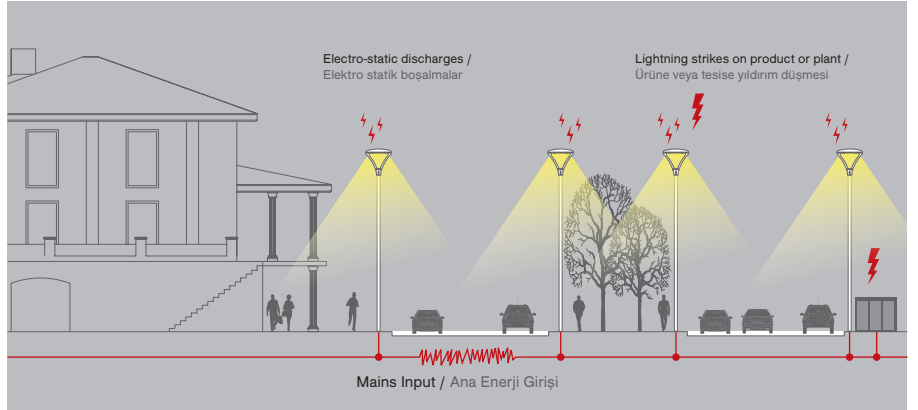 Electro-static discharges /
Elektro statik boşalmalar
Lightning strikes on product or plant /
Ürüne veya tesise yıldırım düşmesi
Mains Input / Ana Enerji Girişi